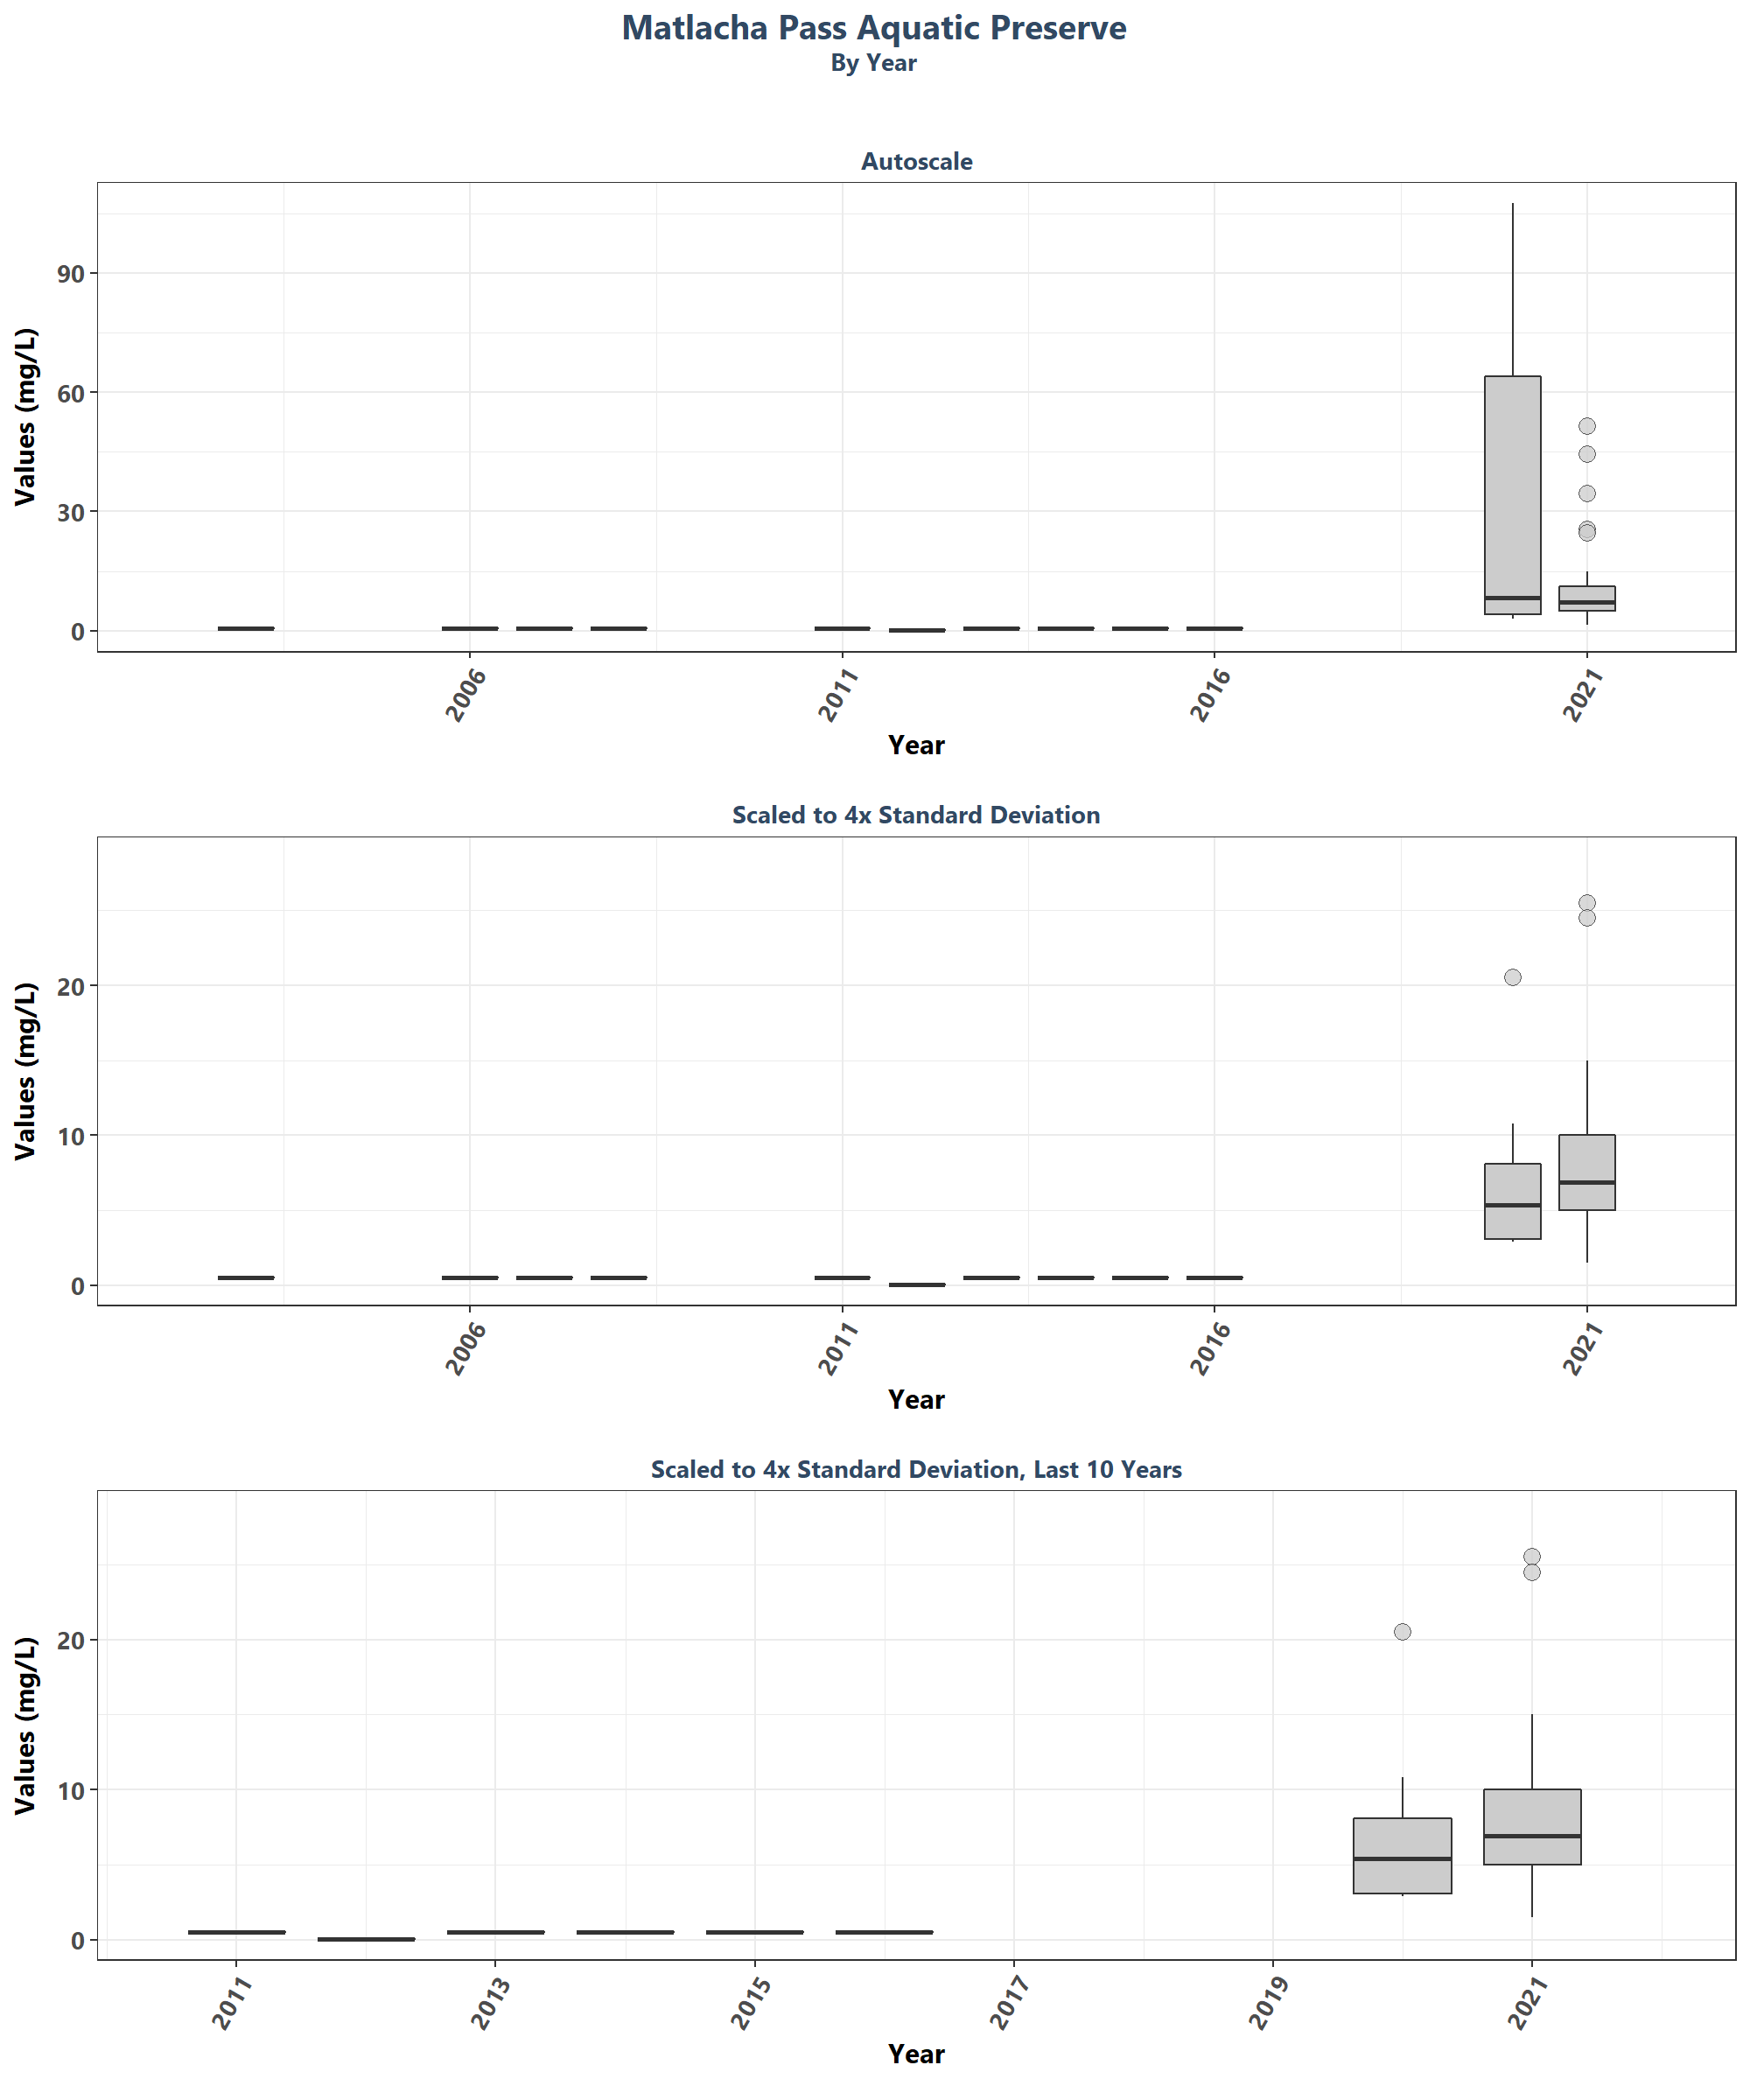 Matlacha Pass Aquatic Preserve
By Year
Autoscale
Values (mg/L)
90
60
30
0
2006
2011
2016
2021
Year
Scaled to 4x Standard Deviation
Values (mg/L)
20
10
0
2006
2011
2016
2021
Year
Scaled to 4x Standard Deviation, Last 10 Years
Values (mg/L)
20
10
0
2011
2013
2015
2017
2019
2021
Year